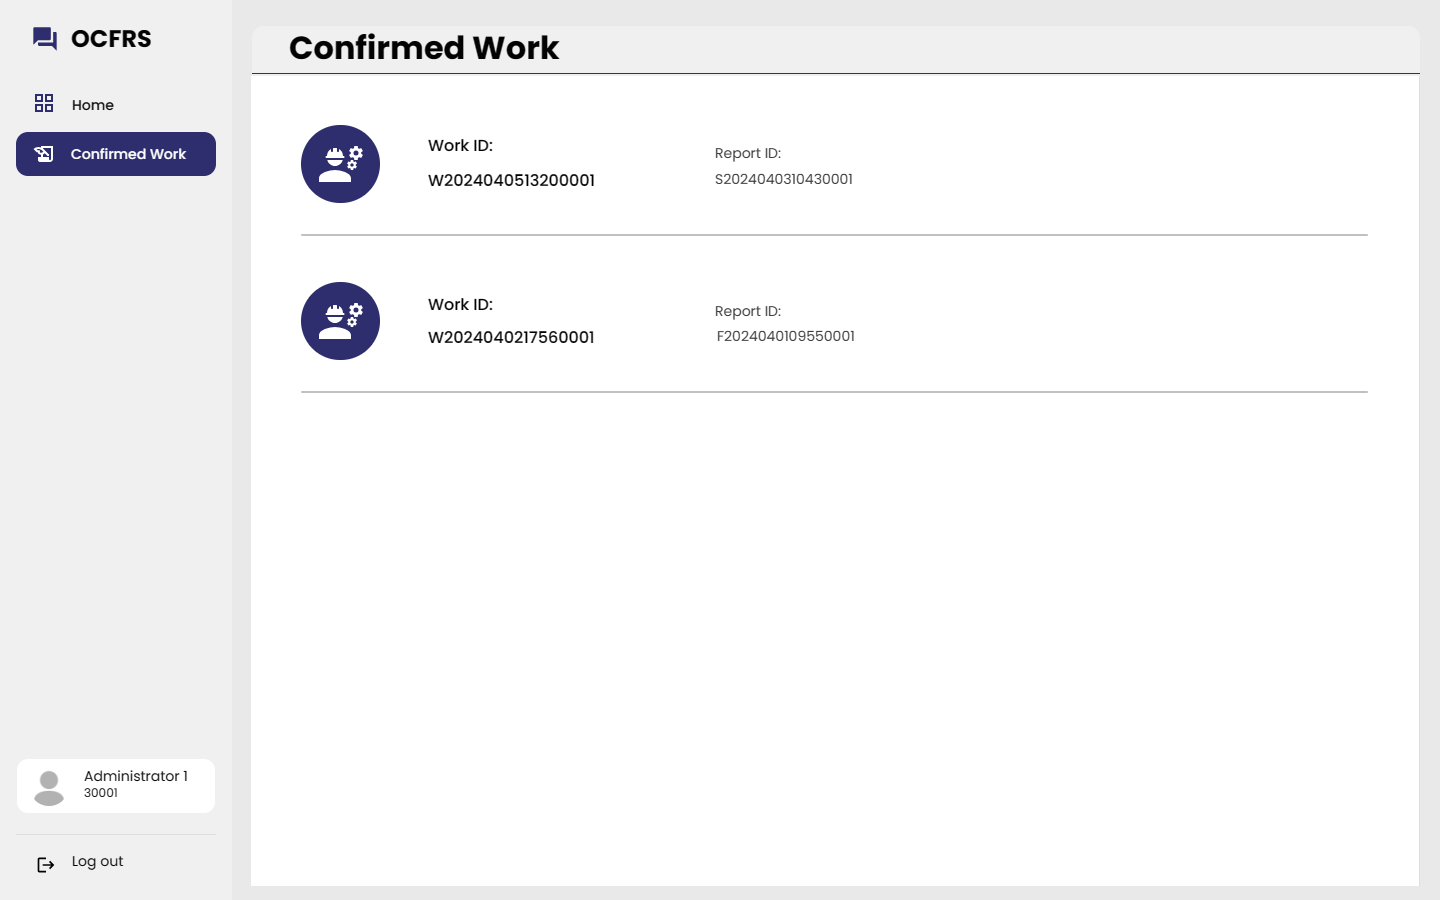 OCFRS
Home
Confirmed Work
Administrator 1
30001
Log out
Confirmed Work
Work ID:
W2024040513200001
Report ID:
S2024040310430001
Work ID:
W2024040217560001
Report ID:
F2024040109550001